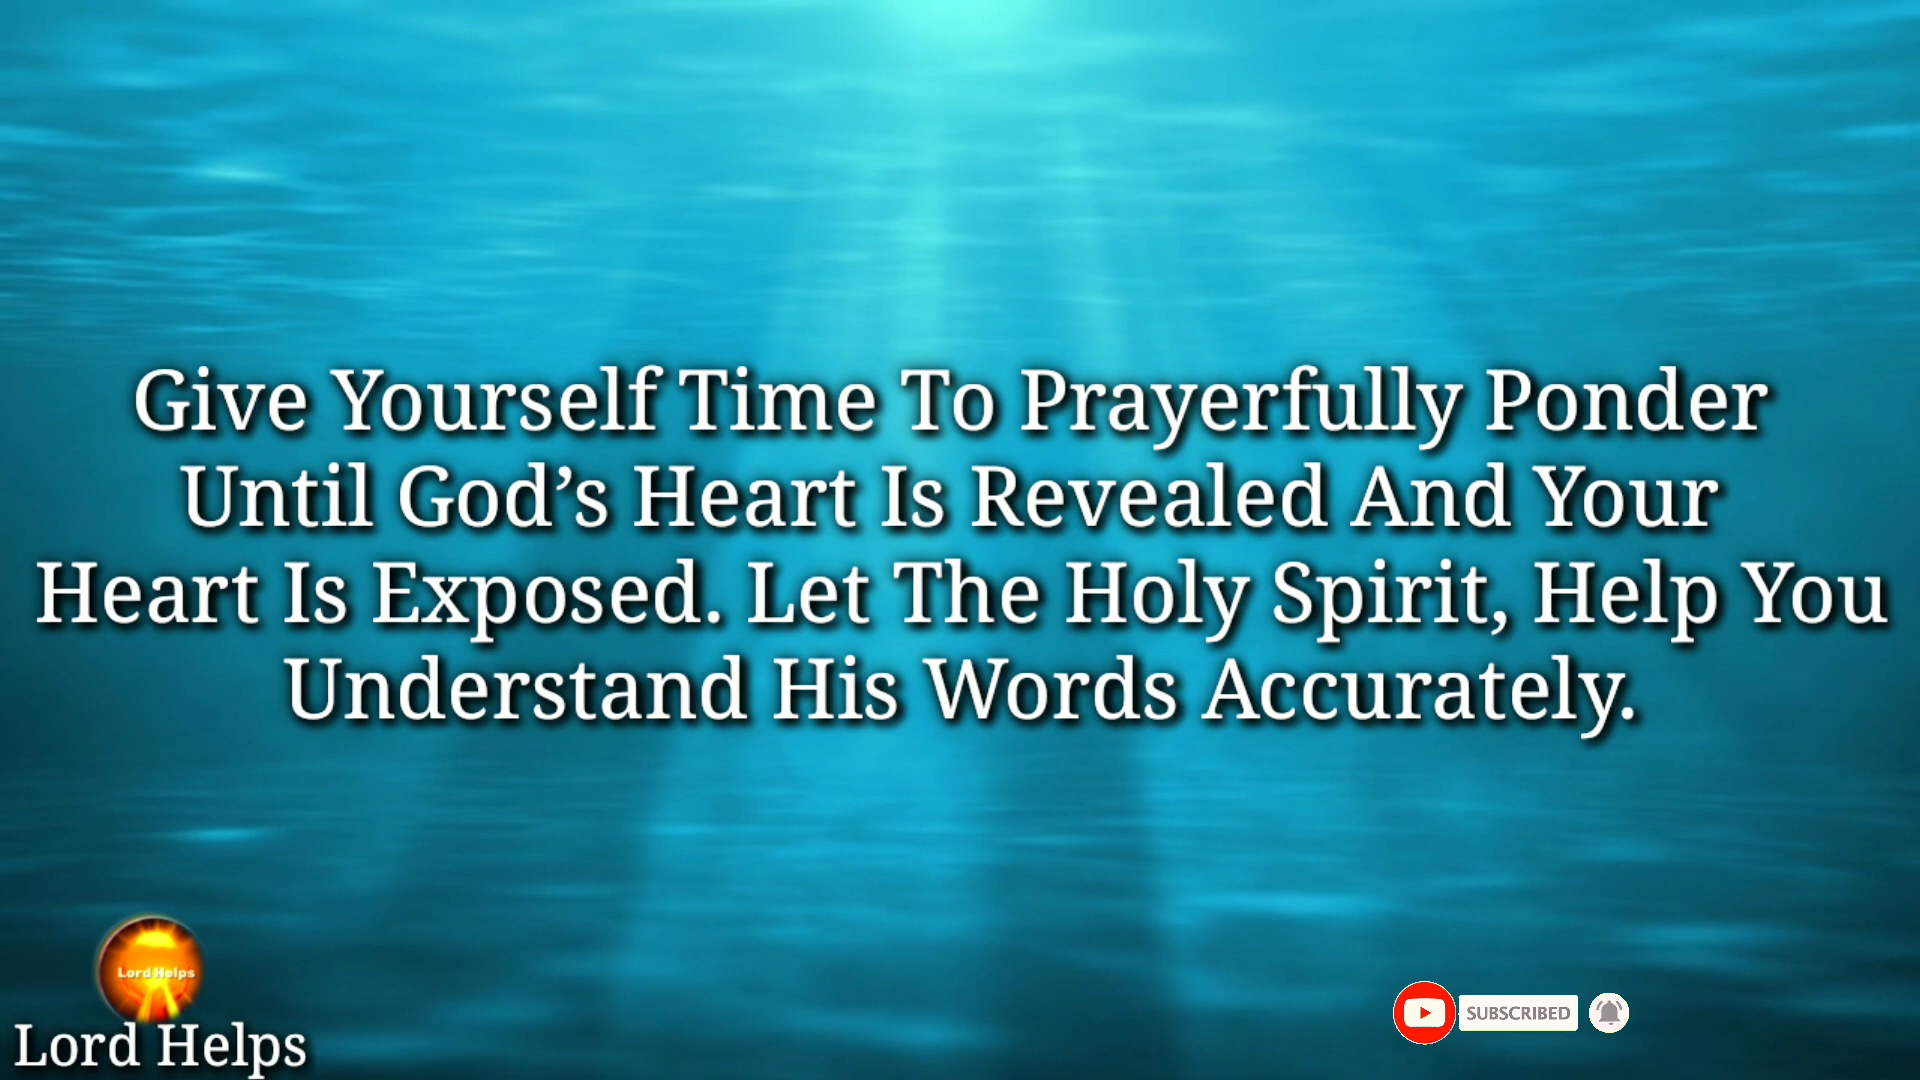 Give Yourself Time To Prayerfully Ponder
Until God’s Heart Is Revealed And Your
Heart Is Exposed. Let The Holy Spirit, Help You
Understand His Words Accurately.
Lord Helps
Lord Helps
SUBSCRIBED